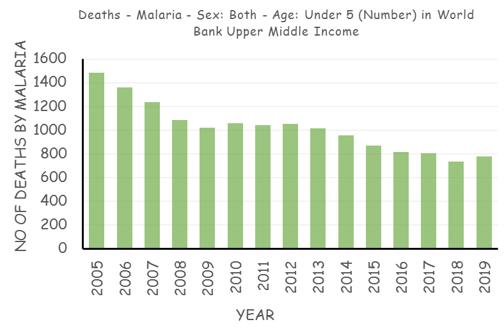 Deaths - Malaria - Sex: Both - Age: Under 5 (Number) in World
Bank Upper Middle Income
NO OF DEATHS BY MALARIA
1600
1400
1200
1000
800
600
400
200
0
2005 2006 2007 2008 2009 2010 2011 2012 2013 2014 2015 2016 2017 2018 2019
YEAR